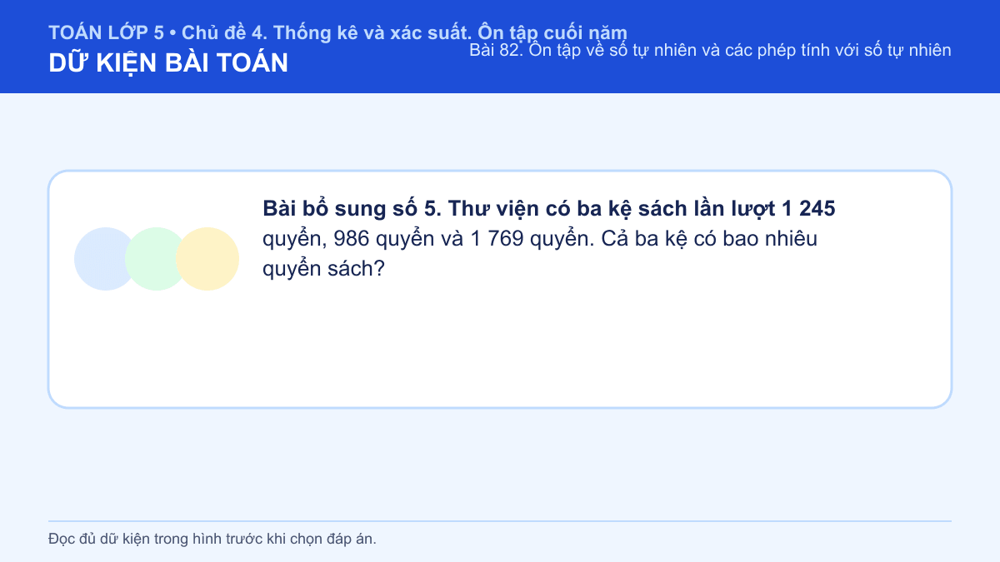 TOÁN LỚP 5 • Chủ đề 4. Thống kê và xác suất. Ôn tập cuối năm
Bài 82. Ôn tập về số tự nhiên và các phép tính với số tự nhiên
DỮ KIỆN BÀI TOÁN
Bài bổ sung số 5. Thư viện có ba kệ sách lần lượt 1 245
quyển, 986 quyển và 1 769 quyển. Cả ba kệ có bao nhiêu
quyển sách?
Đọc đủ dữ kiện trong hình trước khi chọn đáp án.